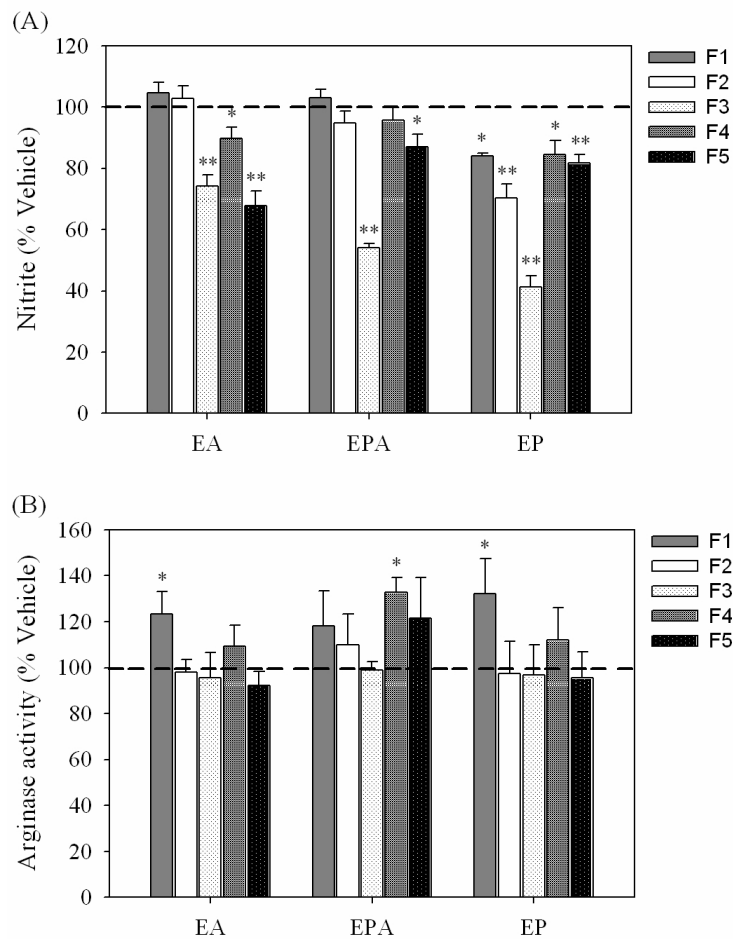 (A)
Nitrite (% Vehicle)
120
100
80
60
40
20
0
* ** ** * ** * * ** ** * **
EA EPA EP
F1
F2
F3
F4
F5
(B)
Arginase activity (% Vehicle)
160
140
120
100
80
60
40
20
0
* * *
EA EPA EP
F1
F2
F3
F4
F5